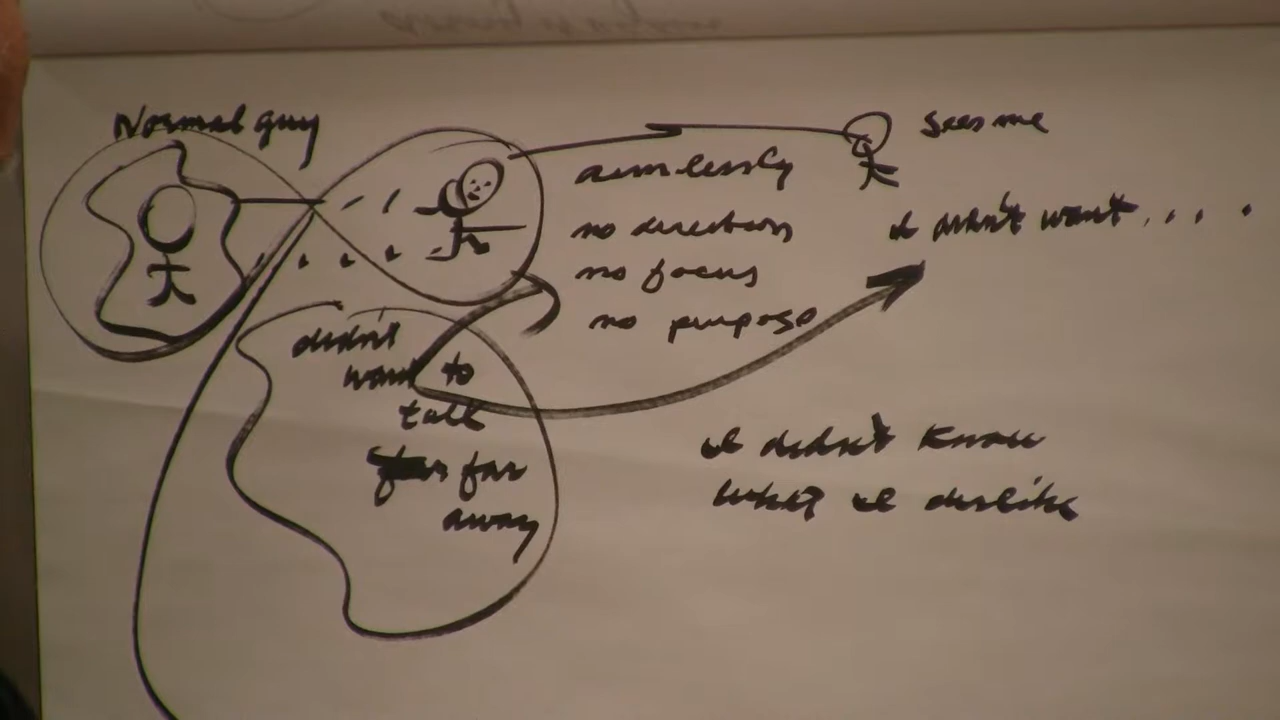 Normal guy
sees me
aimlessly
no direction
no focus
no purpose
I didn't want....
didn't
want to
talk
far
away
I didn't know
what I dislike